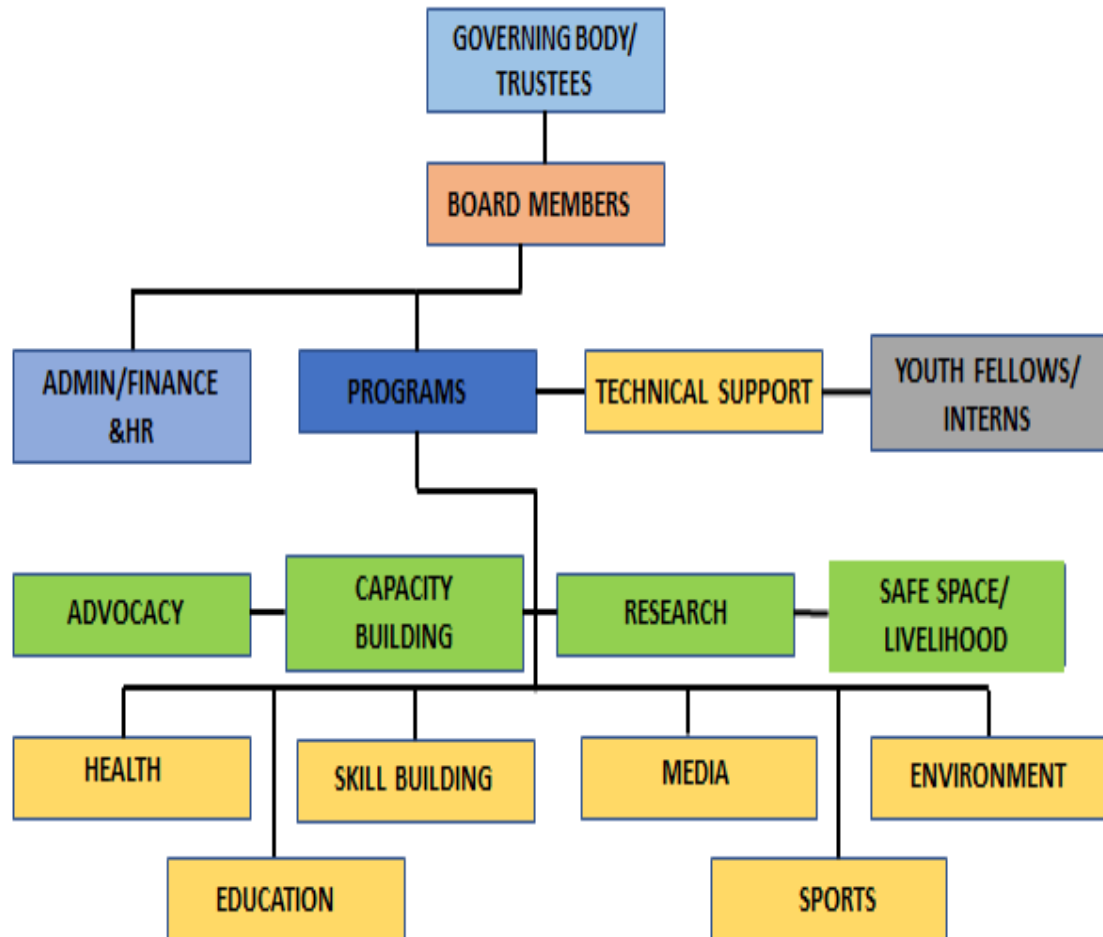 GOVERNING BODY/
TRUSTEES
BOARD MEMBERS
ADMIN/FINANCE
&HR
PROGRAMS
TECHNICAL SUPPORT
YOUTH FELLOWS/
INTERNS
ADVOCACY
CAPACITY
BUILDING
RESEARCH
SAFE SPACE/
LIVELIHOOD
HEALTH
SKILL BUILDING
MEDIA
ENVIRONMENT
EDUCATION
SPORTS